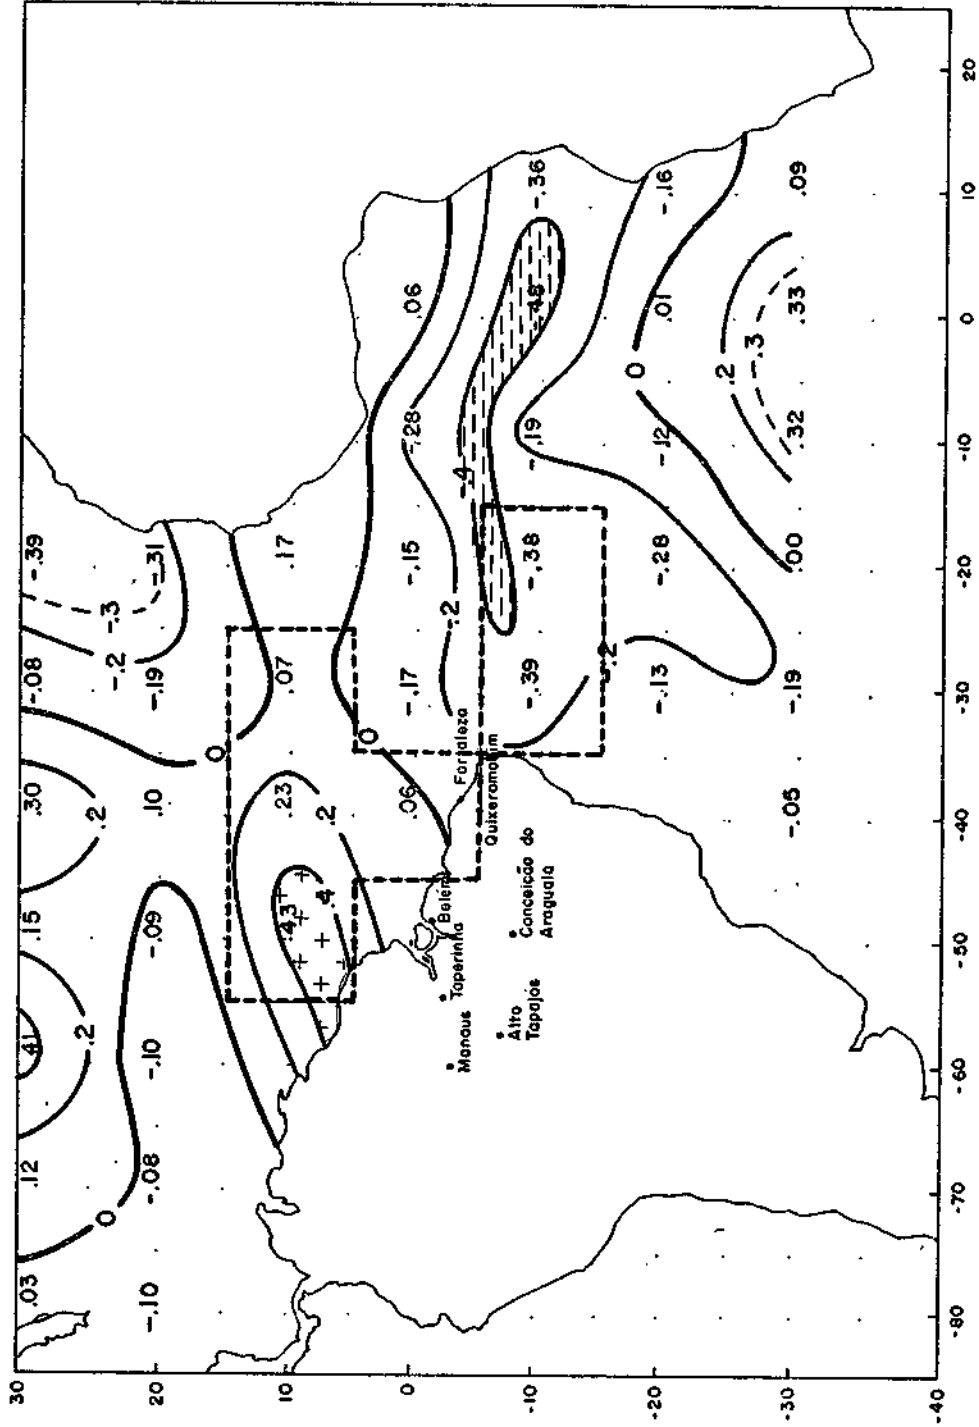 30 .03 .12 .41 .15 .30 -.08 -.39
.2 .2
0 -.2 -.3
20 -.10 -.08 -.10 -.09 .10 -.19 -.31
0
10 .43 .23 .07 .17
.4 .2
0
0 .06 -.17 -.15 -.28 .06
Belém
Taperinha
Manaus
Fortaleza
-.2 -.4
Quixeramobim
Alto
Tapajós
Conceicão do
Araguaia
-10 -.39 -.38 -.19 -.48 -.36
-.2
0
-20 -.13 -.28 -.12 .01 -.16
.2
-.3
-30 -.05 -.19 .00 .32 .33 .09
-40
-80 -70 -60 -50 -40 -30 -20 -10 0 10 20